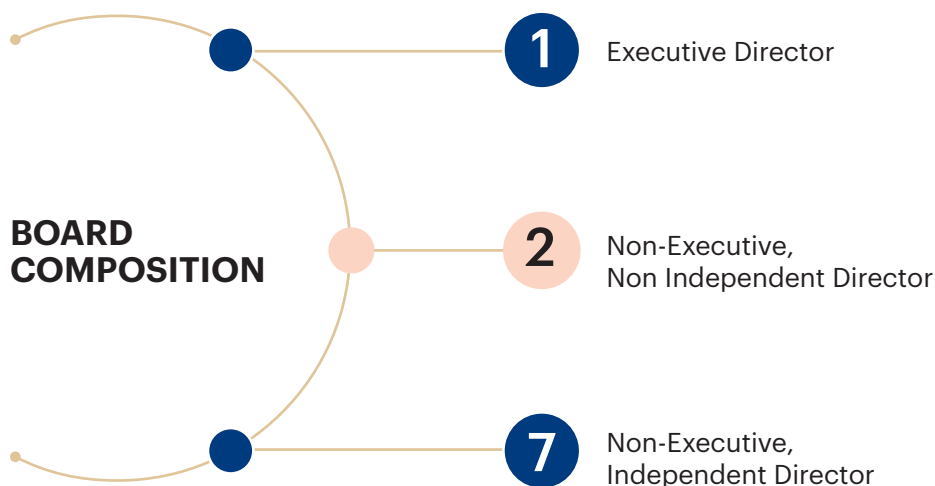 BOARD
COMPOSITION
1
Executive Director
2
Non-Executive,
Non Independent Director
7
Non-Executive,
Independent Director